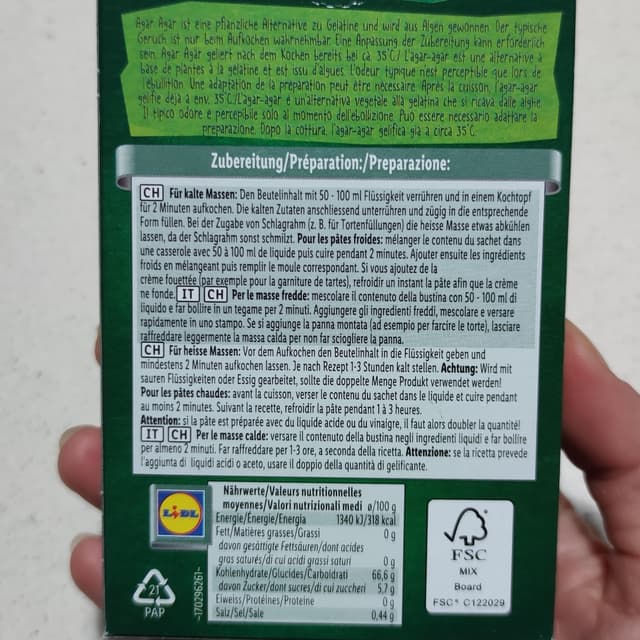 Agar Agar ist eine pflanzliche Alternative zu Gelatine und wird aus Algen gewonnen. Der typische
Geruch ist nur beim Aufkochen wahrnehmbar. Eine Anpassung der Zubereitung kann erforderlich
sein. Agar Agar geliert nach dem Kochen bereits bei ca. 35°C./ L'agar-agar est une alternative à
base de plantes à la gélatine et est issu d'algues. L'odeur typique n'est perceptible que lors de
l'ébullition. Une adaptation de la préparation peut être nécessaire. Après la cuisson, l'agar-agar
gélifie déjà à env. 35°C./L'agar-agar è un'alternativa vegetale alla gelatina che si ricava dalle alghe.
Il tipico odore è percepibile solo al momento dell'ebollizione. Può essere necessario adattare la
preparazione. Dopo la cottura, l'agar-agar gelifica già a circa 35°C.
Zubereitung/Préparation:/Preparazione:
CH Für kalte Massen: Den Beutelinhalt mit 50 - 100 ml Flüssigkeit verrühren und in einem Kochtopf
für 2 Minuten aufkochen. Die kalten Zutaten anschliessend unterrühren und zügig in die entsprechende
Form füllen. Bei der Zugabe von Schlagrahm (z. B. für Tortenfüllungen) die heisse Masse etwas abkühlen
lassen, da der Schlagrahm sonst schmilzt. Pour les pâtes froides: mélanger le contenu du sachet dans
une casserole avec 50 à 100 ml de liquide puis cuire pendant 2 minutes. Ajouter ensuite les ingrédients
froids en mélangeant puis remplir le moule correspondant. Si vous ajoutez de la
crème fouettée (par exemple pour la garniture de tartes), refroidir un instant la pâte afin que la crème
ne fonde. IT CH Per le masse fredde: mescolare il contenuto della bustina con 50 - 100 ml di
liquido e far bollire in un tegame per 2 minuti. Aggiungere gli ingredienti freddi, mescolare e versare
rapidamente in uno stampo. Se si aggiunge la panna montata (ad esempio per farcire le torte), lasciare
raffreddare leggermente la massa calda per non far sciogliere la panna.
CH Für heisse Massen: Vor dem Aufkochen den Beutelinhalt in die Flüssigkeit geben und
mindestens 2 Minuten aufkochen lassen. Je nach Rezept 1-3 Stunden kalt stellen. Achtung: Wird mit
sauren Flüssigkeiten oder Essig gearbeitet, sollte die doppelte Menge Produkt verwendet werden!
Pour les pâtes chaudes: avant la cuisson, verser le contenu du sachet dans le liquide et cuire pendant
au moins 2 minutes. Suivant la recette, refroidir la pâte pendant 1 à 3 heures.
Attention: si la pâte est préparée avec du liquide acide ou du vinaigre, il faut alors doubler la quantité!
IT CH Per le masse calde: versare il contenuto della bustina negli ingredienti liquidi e far bollire
per almeno 2 minuti. Far raffreddare per 1-3 ore, a seconda della ricetta. Attenzione: se la ricetta prevede
l'aggiunta di liquidi acidi o aceto, usare il doppio della quantità di gelificante.
LIDL
Nährwerte/Valeurs nutritionnelles
moyennes/Valori nutrizionali medi ø/100 g
Energie/Énergie/Energia 1340 kJ/318 kcal
Fett/Matières grasses/Grassi 0 g
davon gesättigte Fettsäuren/dont acides
gras saturés/di cui acidi grassi saturi 0 g
Kohlenhydrate/Glucides/Carboidrati 66,6 g
davon Zucker/dont sucres/di cui zuccheri 5,7 g
Eiweiss/Protéines/Proteine 0 g
Salz/Sel/Sale 0,44 g
21
PAP
-170296261-
FSC
MIX
Board
FSC® C122029